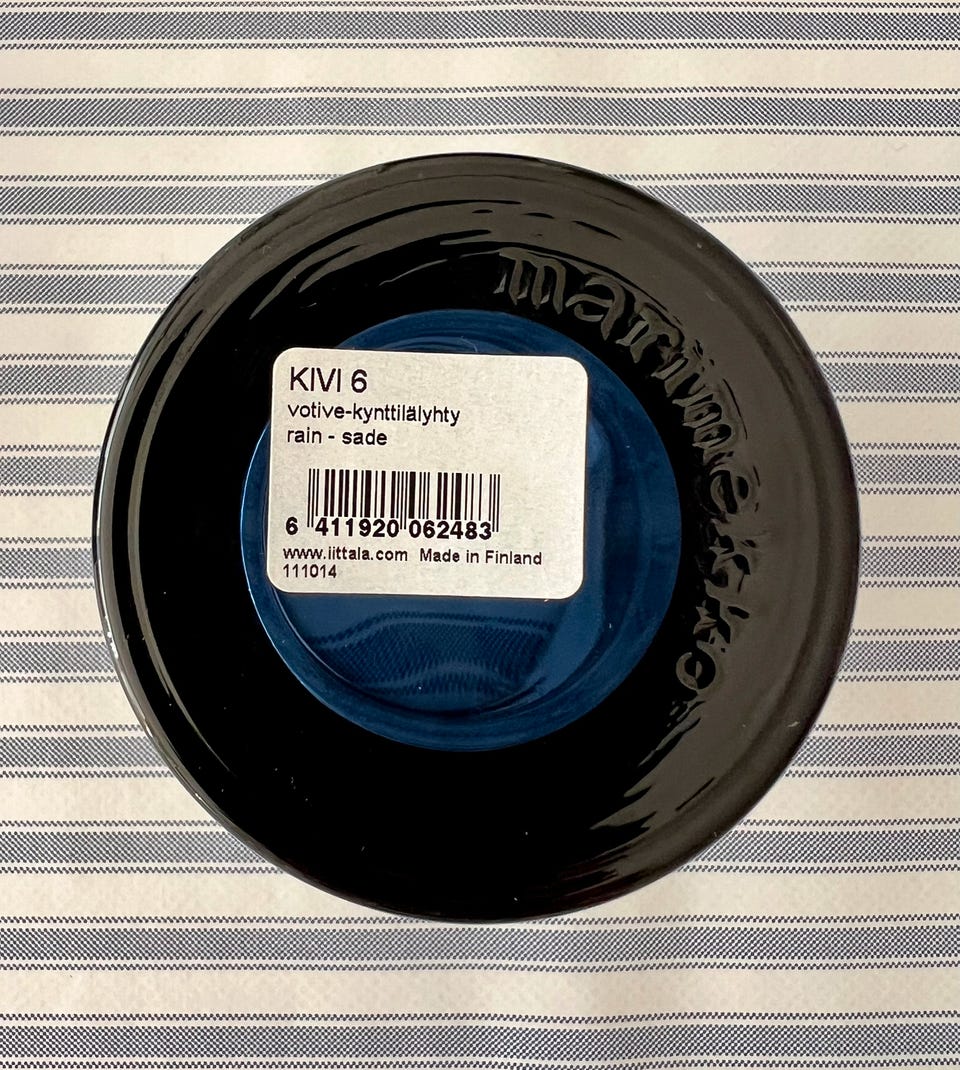 marimekko
KIVI 6
votive-kynttilälyhty
rain - sade
6 411920 062483
www.iittala.com Made in Finland
111014